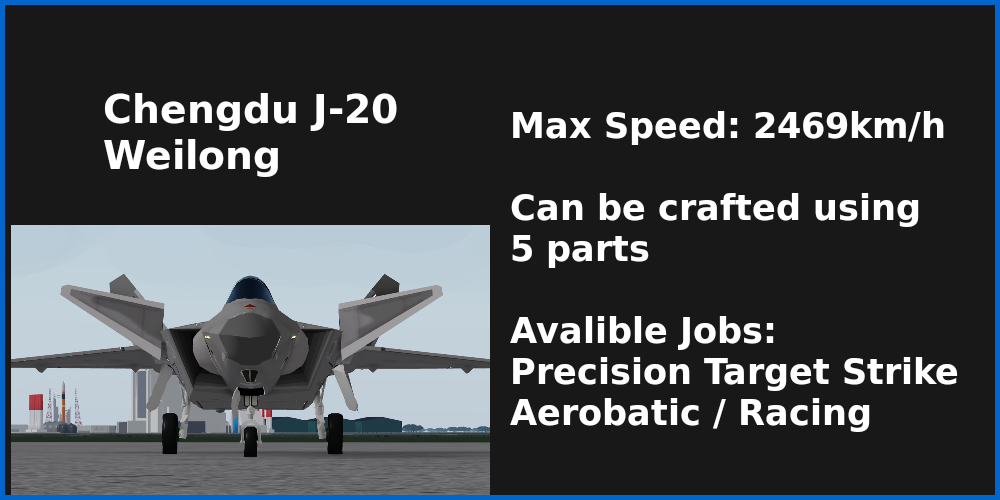 Chengdu J-20
Weilong
Max Speed: 2469km/h
Can be crafted using
5 parts
Avalible Jobs:
Precision Target Strike
Aerobatic / Racing